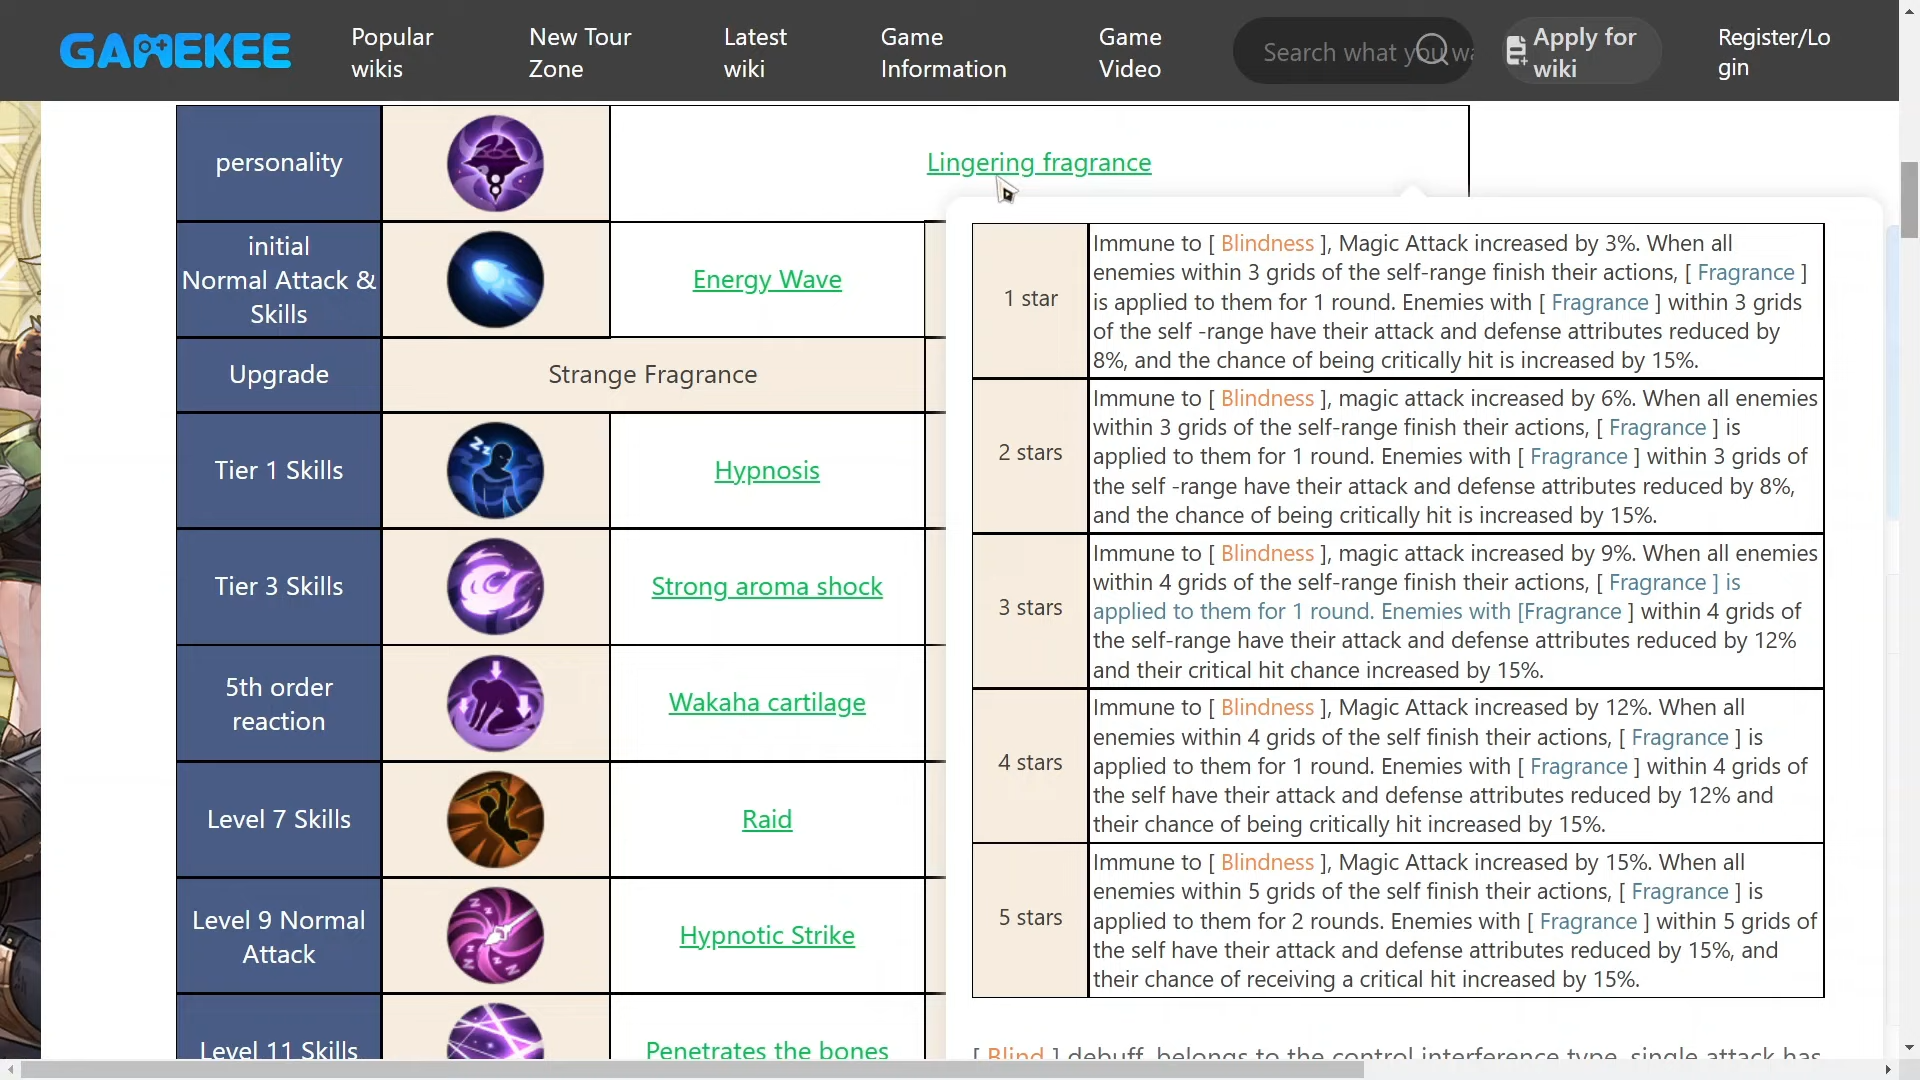 GAMEKEE
Popular
wikis
New Tour
Zone
Latest
wiki
Game
Information
Game
Video
Search what you wa
Apply for
wiki
Register/Lo
gin
personality
Lingering fragrance
initial
Normal Attack &
Skills
Energy Wave
Upgrade
Strange Fragrance
Tier 1 Skills
Hypnosis
Tier 3 Skills
Strong aroma shock
5th order
reaction
Wakaha cartilage
Level 7 Skills
Raid
Level 9 Normal
Attack
Hypnotic Strike
Level 11 Skills
Penetrates the bones
1 star
Immune to [ Blindness ], Magic Attack increased by 3%. When all
enemies within 3 grids of the self-range finish their actions, [ Fragrance ]
is applied to them for 1 round. Enemies with [ Fragrance ] within 3 grids
of the self -range have their attack and defense attributes reduced by
8%, and the chance of being critically hit is increased by 15%.
2 stars
Immune to [ Blindness ], magic attack increased by 6%. When all enemies
within 3 grids of the self-range finish their actions, [ Fragrance ] is
applied to them for 1 round. Enemies with [ Fragrance ] within 3 grids of
the self -range have their attack and defense attributes reduced by 8%,
and the chance of being critically hit is increased by 15%.
3 stars
Immune to [ Blindness ], magic attack increased by 9%. When all enemies
within 4 grids of the self-range finish their actions, [ Fragrance ] is
applied to them for 1 round. Enemies with [Fragrance ] within 4 grids of
the self-range have their attack and defense attributes reduced by 12%
and their critical hit chance increased by 15%.
4 stars
Immune to [ Blindness ], Magic Attack increased by 12%. When all
enemies within 4 grids of the self finish their actions, [ Fragrance ] is
applied to them for 1 round. Enemies with [ Fragrance ] within 4 grids of
the self have their attack and defense attributes reduced by 12% and
their chance of being critically hit increased by 15%.
5 stars
Immune to [ Blindness ], Magic Attack increased by 15%. When all
enemies within 5 grids of the self finish their actions, [ Fragrance ] is
applied to them for 2 rounds. Enemies with [ Fragrance ] within 5 grids of
the self have their attack and defense attributes reduced by 15%, and
their chance of receiving a critical hit increased by 15%.
[ Blind ] debuff, belongs to the control interference type, single attack has